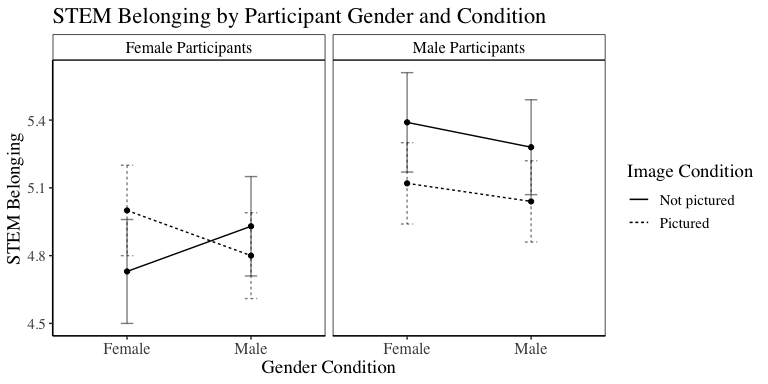 STEM Belonging by Participant Gender and Condition
Female Participants
Male Participants
STEM Belonging
5.4
5.1
4.8
4.5
Female
Male
Female
Male
Gender Condition
Image Condition
Not pictured
Pictured